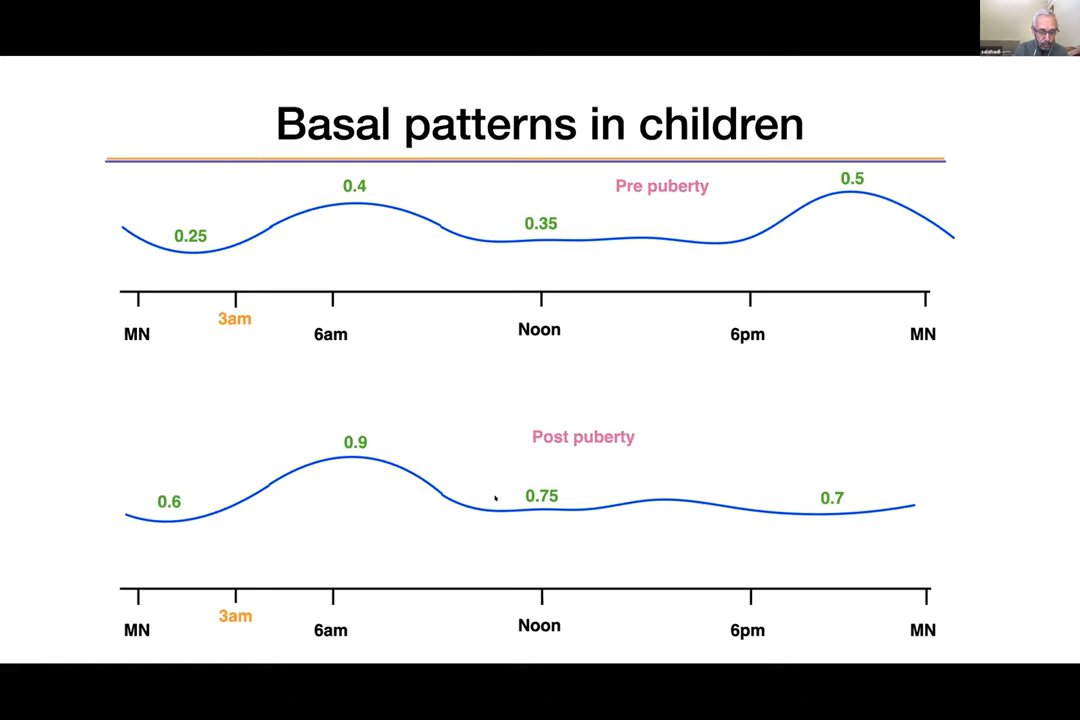 Basal patterns in children
0.4
Pre puberty
0.5
0.25
0.35
3am
MN
6am
Noon
6pm
MN
Post puberty
0.9
0.6
0.75
0.7
3am
MN
6am
Noon
6pm
MN